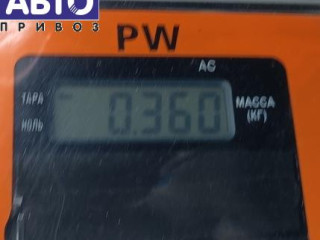 АВТО
ПРИВОЗ
PW
AC
ТАРА
0.360
МАССА
(КГ)
НОЛЬ